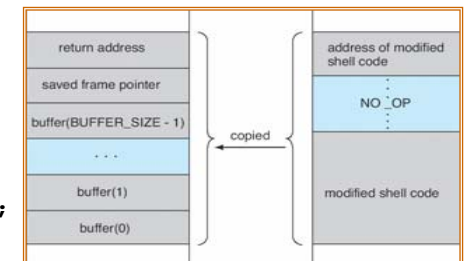 return address
saved frame pointer
buffer(BUFFER_SIZE - 1)
. . .
buffer(1)
buffer(0)
;
copied
address of modified
shell code
NO_OP
modified shell code